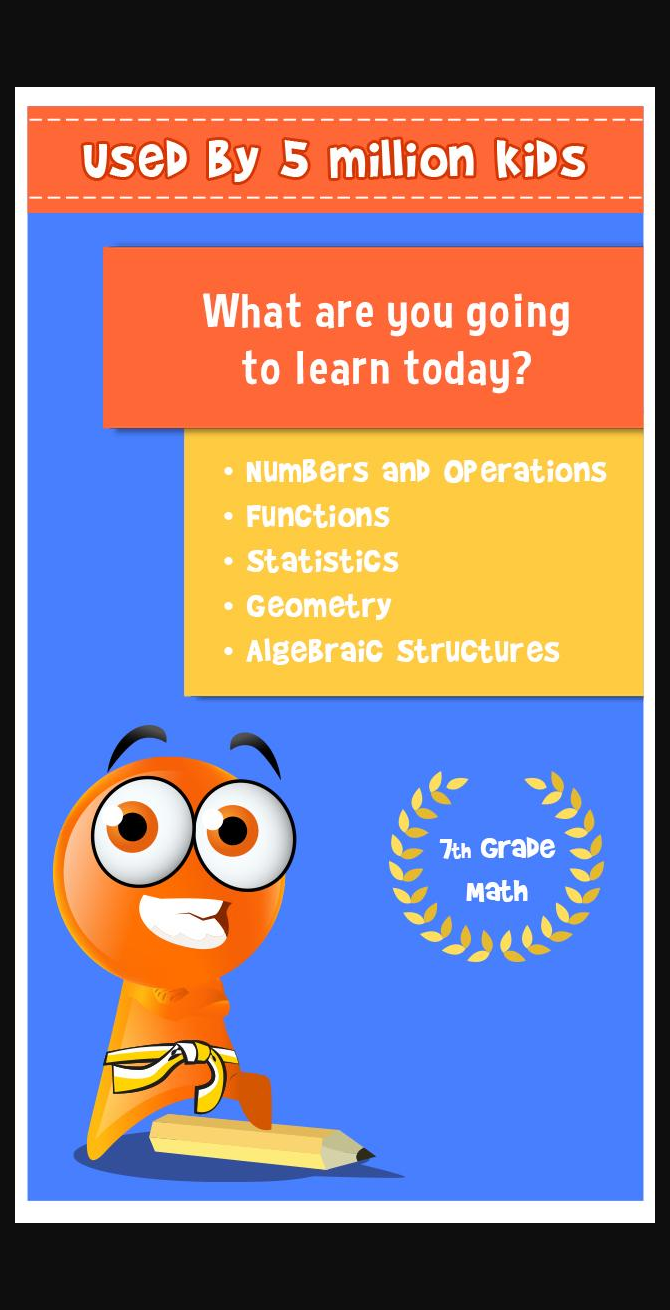 Used By 5 million kids
What are you going
to learn today?
• Numbers and Operations
• Functions
• Statistics
• Geometry
• Algebraic Structures
7th Grade
Math